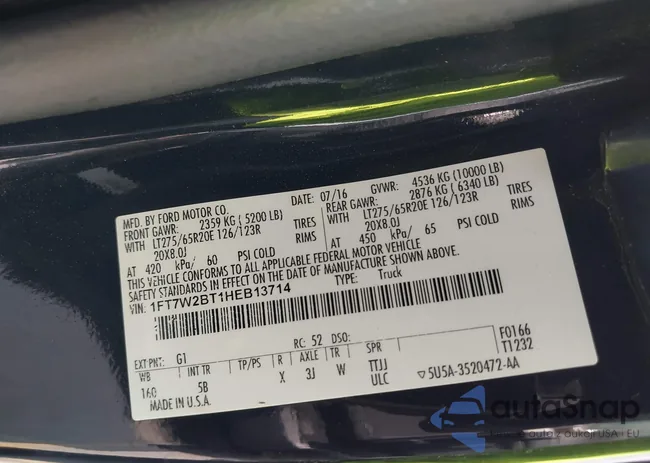 MFD. BY FORD MOTOR CO. DATE: 07/16 GVWR: 4536 KG (10000 LB)
FRONT GAWR: 2359 KG (5200 LB) REAR GAWR: 2876 KG (6340 LB)
WITH LT275/65R20E 126/123R TIRES WITH LT275/65R20E 126/123R TIRES
20X8.0J RIMS 20X8.0J RIMS
AT 420 kPa/ 60 PSI COLD AT 450 kPa/ 65 PSI COLD
THIS VEHICLE CONFORMS TO ALL APPLICABLE FEDERAL MOTOR VEHICLE
SAFETY STANDARDS IN EFFECT ON THE DATE OF MANUFACTURE SHOWN ABOVE.
VIN: 1FT7W2BT1HEB13714 TYPE: Truck
F0166
T1232
EXT PNT: G1 RC: 52 DSO:
WB INT TR TP/PS R AXLE TR SPR
160 5B X 3J W TTJJ
ULC
MADE IN U.S.A. ▽5U5A-3520472-AA
autoSnap
USA - EU